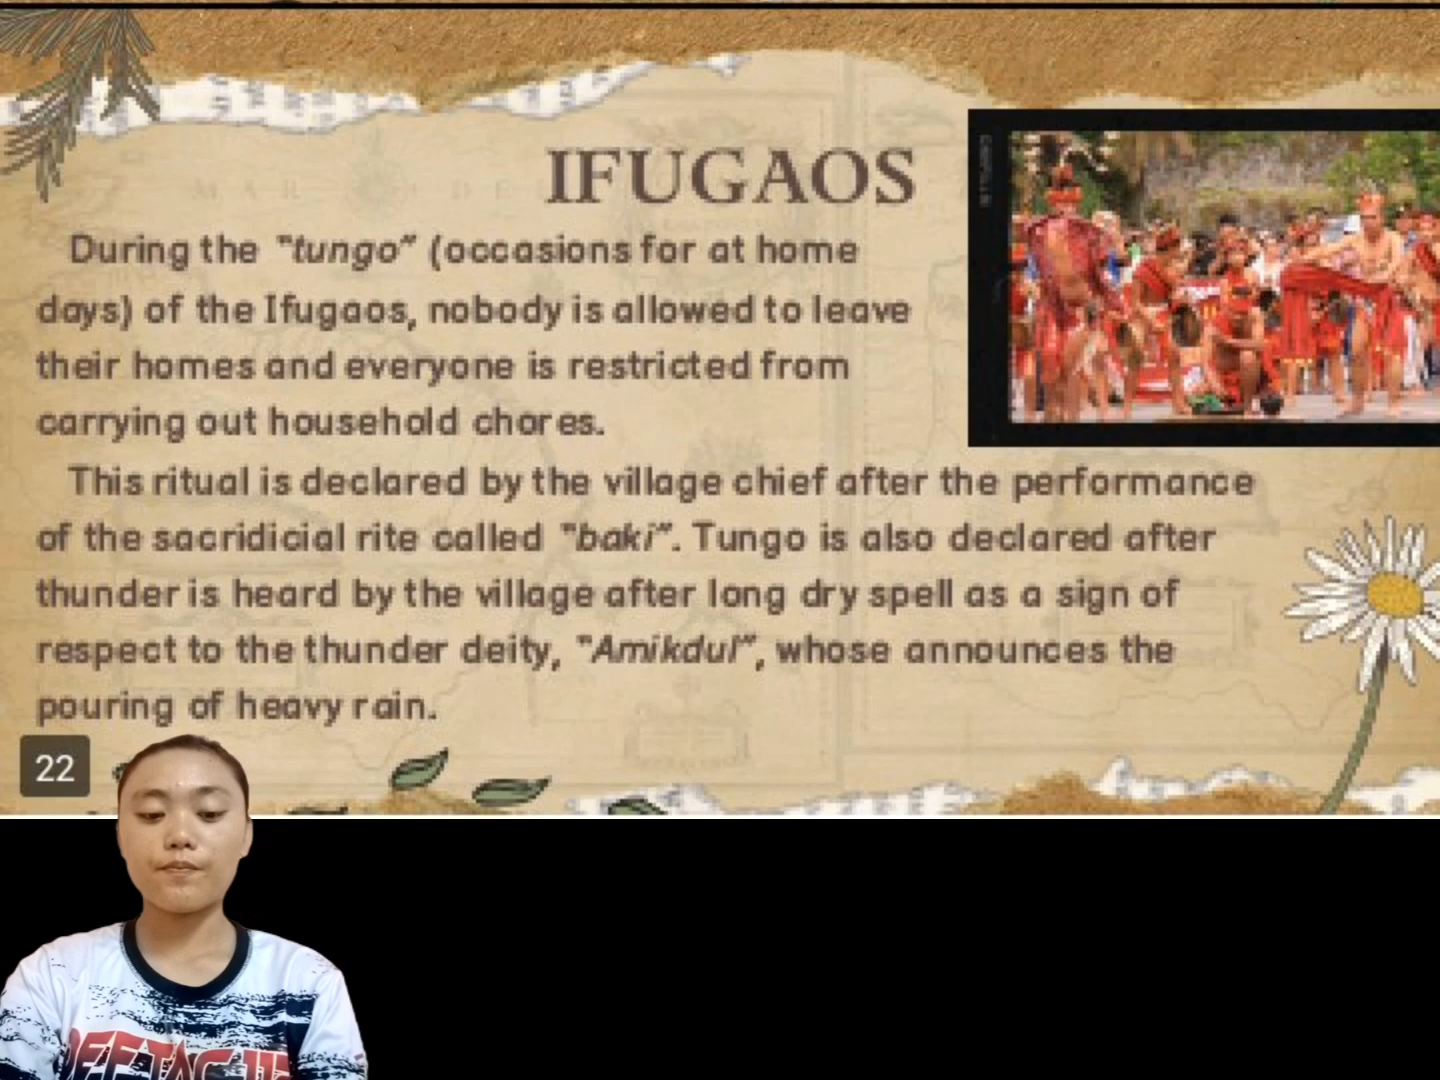 IFUGAOS
During the “tungo” (occasions for at home
days) of the Ifugaos, nobody is allowed to leave
their homes and everyone is restricted from
carrying out household chores.
This ritual is declared by the village chief after the performance
of the sacridicial rite called “baki”. Tungo is also declared after
thunder is heard by the village after long dry spell as a sign of
respect to the thunder deity, “Amikdul”, whose announces the
pouring of heavy rain.
22